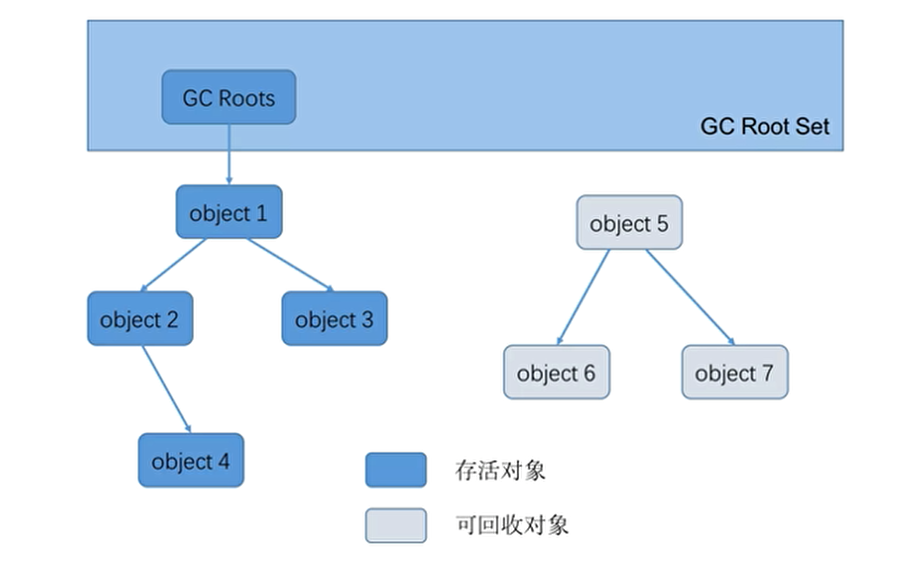 GC Roots
GC Root Set
object 1
object 5
object 2
object 3
object 6
object 7
object 4
存活对象
可回收对象